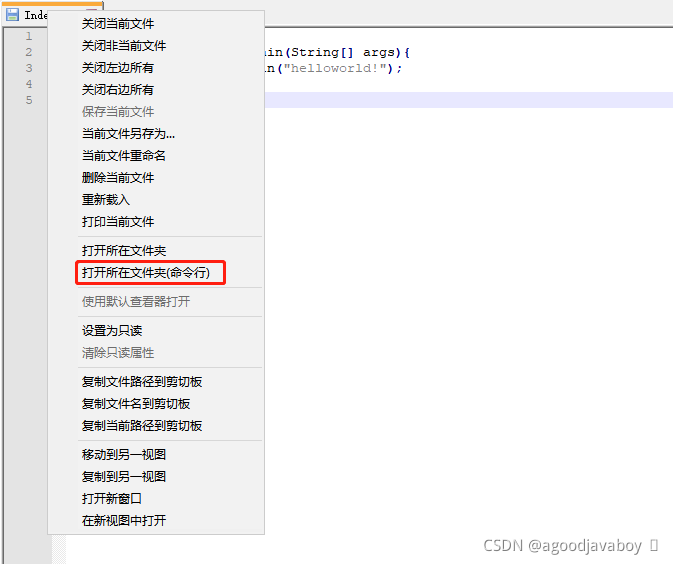 Inde
关闭当前文件
关闭非当前文件
关闭左边所有
关闭右边所有
保存当前文件
当前文件另存为...
当前文件重命名
删除当前文件
重新载入
打印当前文件
打开所在文件夹
打开所在文件夹(命令行)
使用默认查看器打开
设置为只读
清除只读属性
复制文件路径到剪切板
复制文件名到剪切板
复制当前路径到剪切板
移动到另一视图
复制到另一视图
打开新窗口
在新视图中打开
1
2 ain(String[] args){
3 n("helloworld!");
4
5
CSDN @agoodjavaboy